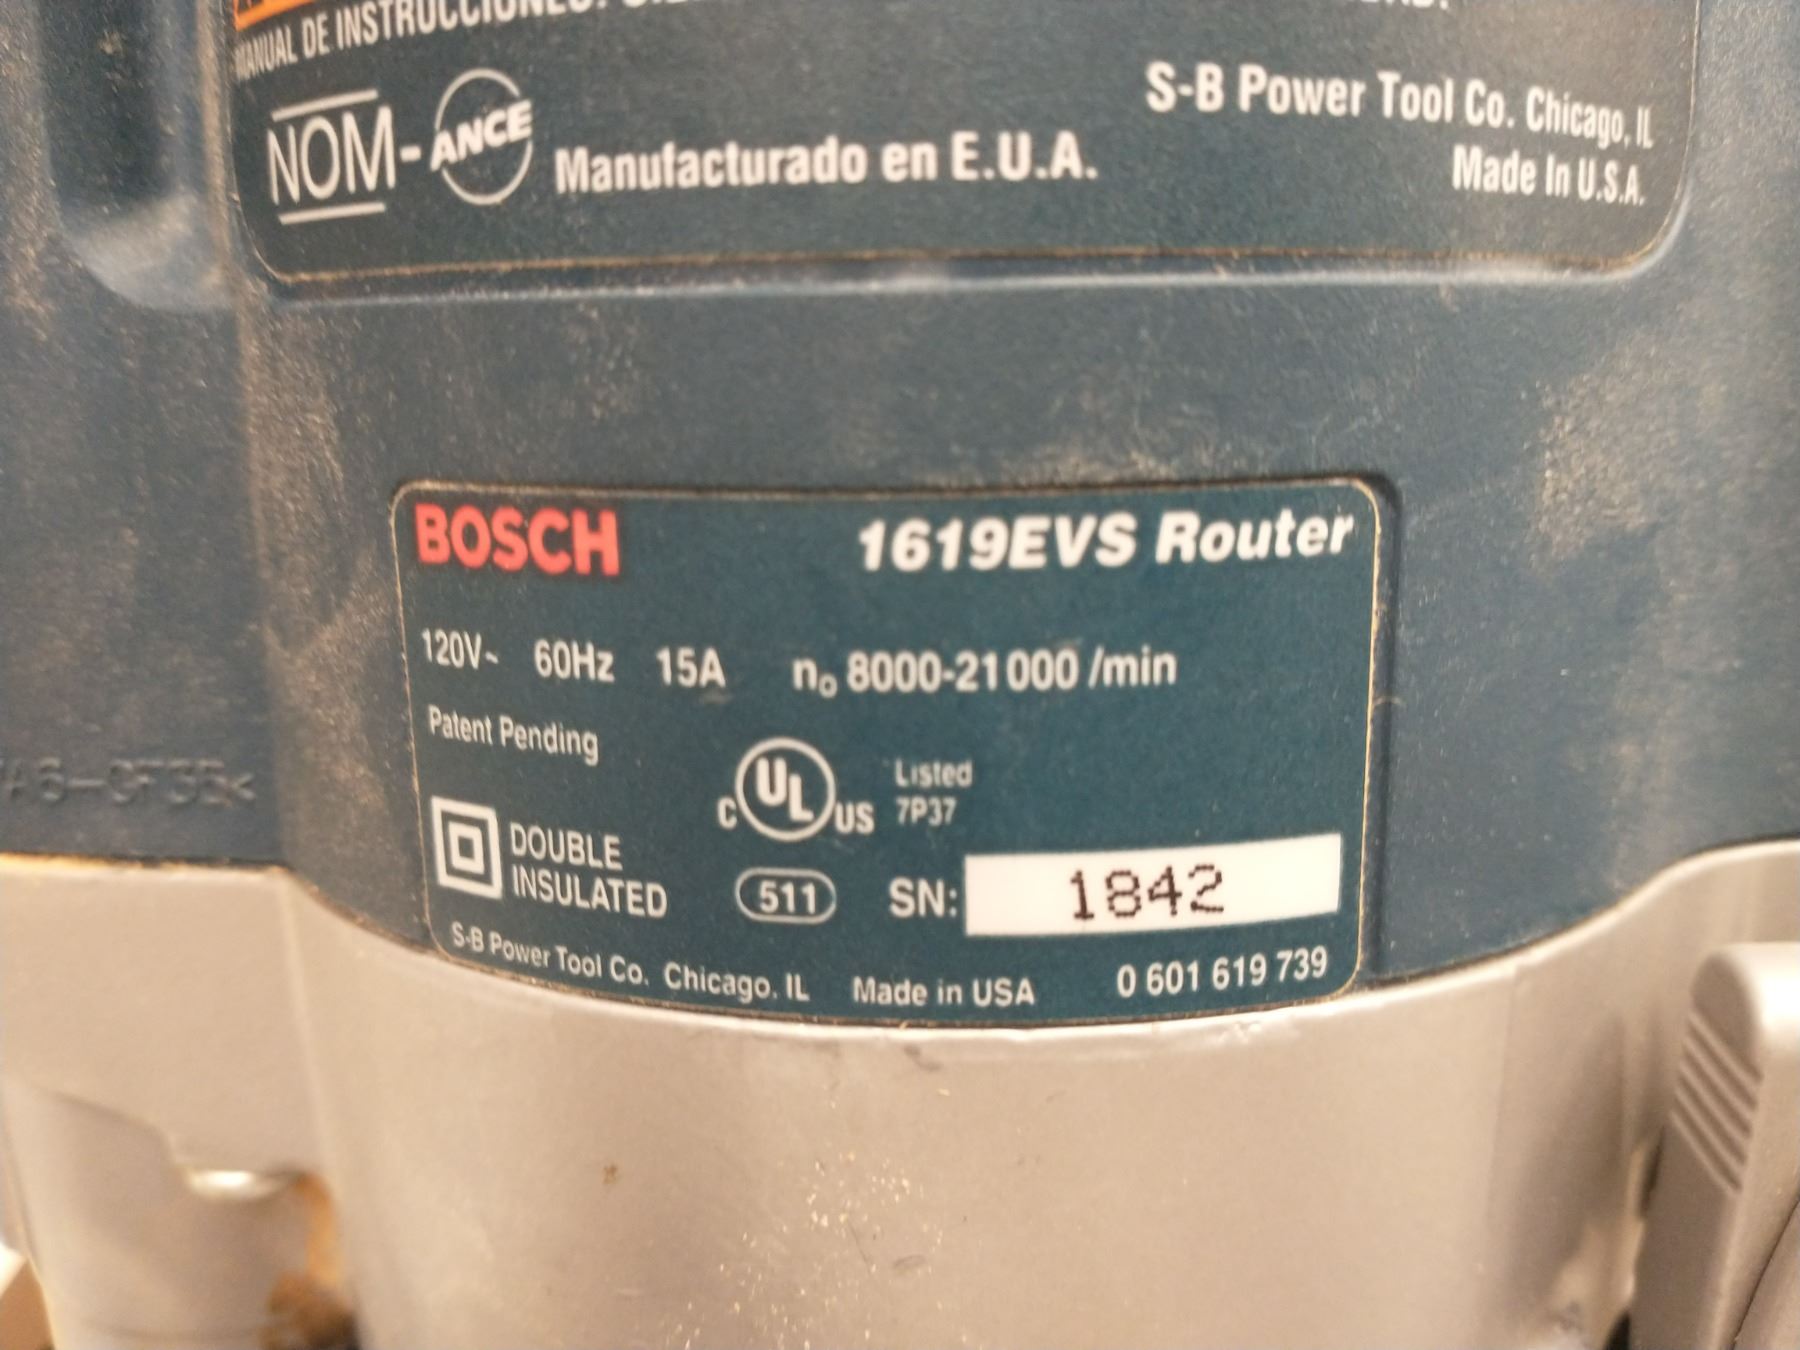 MANUAL DE INSTRUCCIONES.
NOM-ANCE Manufacturado en E.U.A.
S-B Power Tool Co. Chicago, IL
Made In U.S.A.
BOSCH 1619EVS Router
120V~ 60Hz 15A n₀ 8000-21000 /min
Patent Pending
C UL US Listed
7P37
DOUBLE
INSULATED
511 SN: 1842
S-B Power Tool Co. Chicago, IL Made in USA 0 601 619 739